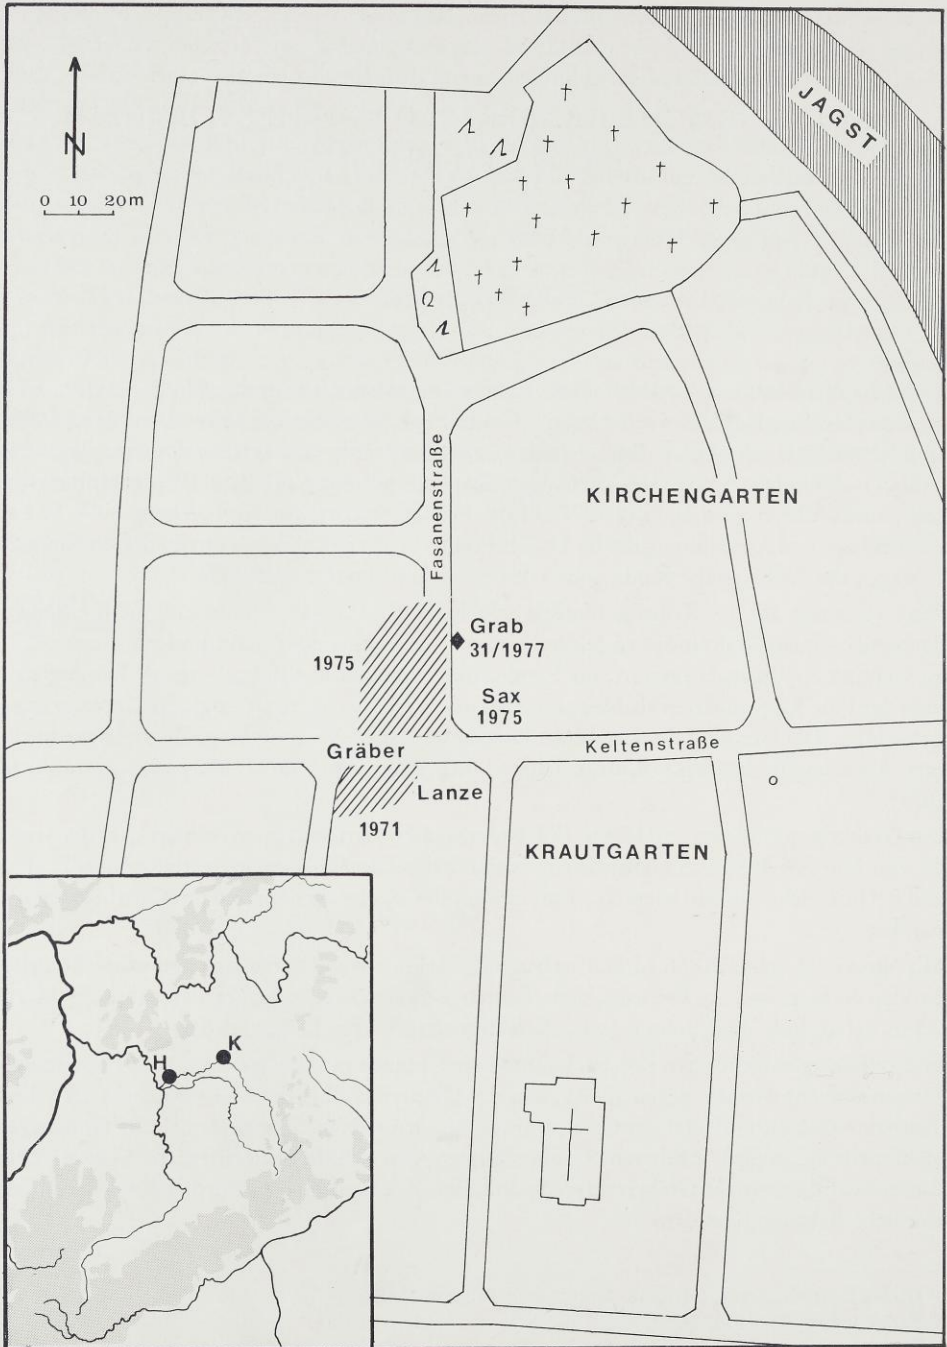 JAGST
N
0 10 20m
Fasanenstraße
KIRCHENGARTEN
Grab
31/1977
1975
Sax
1975
Gräber
Keltenstraße
Lanze
1971
KRAUTGARTEN
H
K